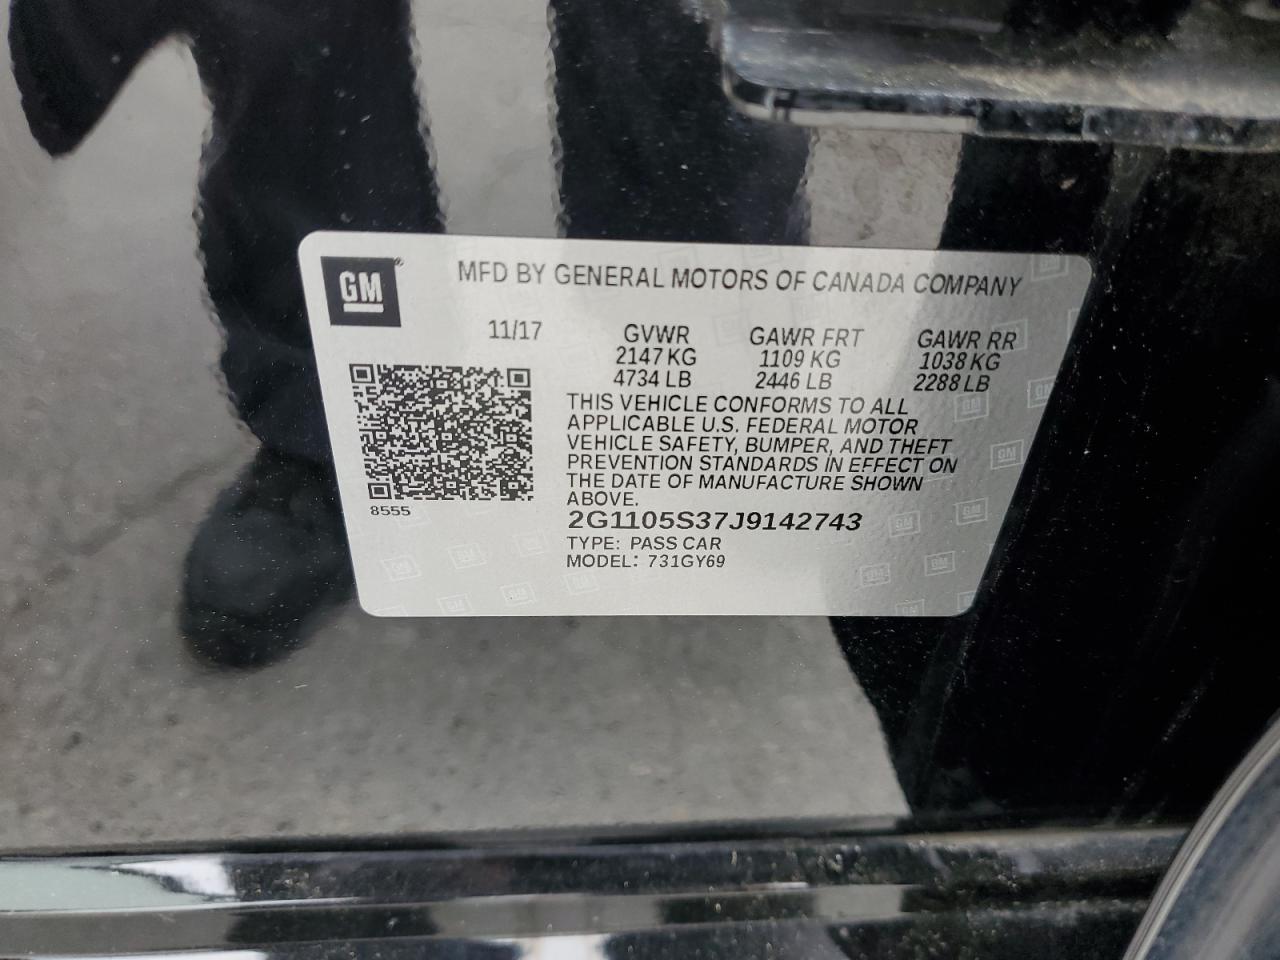 GM®
MFD BY GENERAL MOTORS OF CANADA COMPANY
11/17 GVWR GAWR FRT GAWR RR
2147 KG 1109 KG 1038 KG
4734 LB 2446 LB 2288 LB
THIS VEHICLE CONFORMS TO ALL
APPLICABLE U.S. FEDERAL MOTOR
VEHICLE SAFETY, BUMPER, AND THEFT
PREVENTION STANDARDS IN EFFECT ON
THE DATE OF MANUFACTURE SHOWN
ABOVE.
8555
2G1105S37J9142743
TYPE: PASS CAR
MODEL: 731GY69